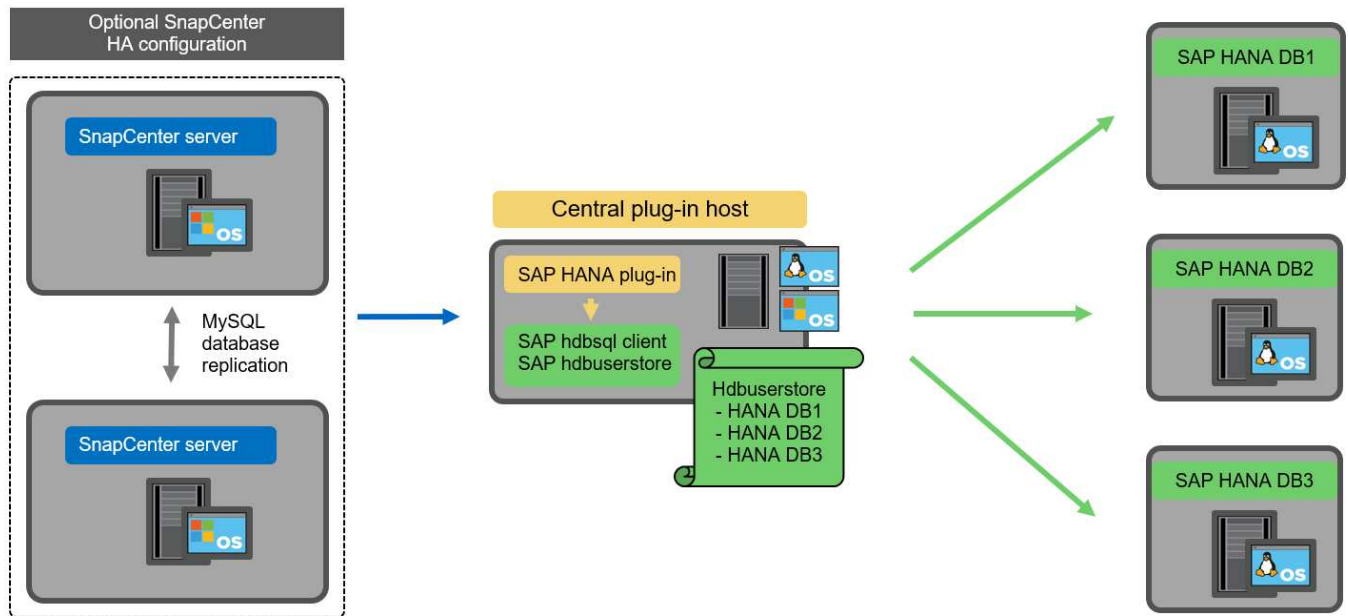 Optional SnapCenter
HA configuration
SnapCenter server
OS
MySQL
database
replication
SnapCenter server
OS
Central plug-in host
SAP HANA plug-in
SAP hdbsql client
SAP hdbuserstore
OS
OS
Hdbuserstore
- HANA DB1
- HANA DB2
- HANA DB3
SAP HANA DB1
OS
SAP HANA DB2
OS
SAP HANA DB3
OS